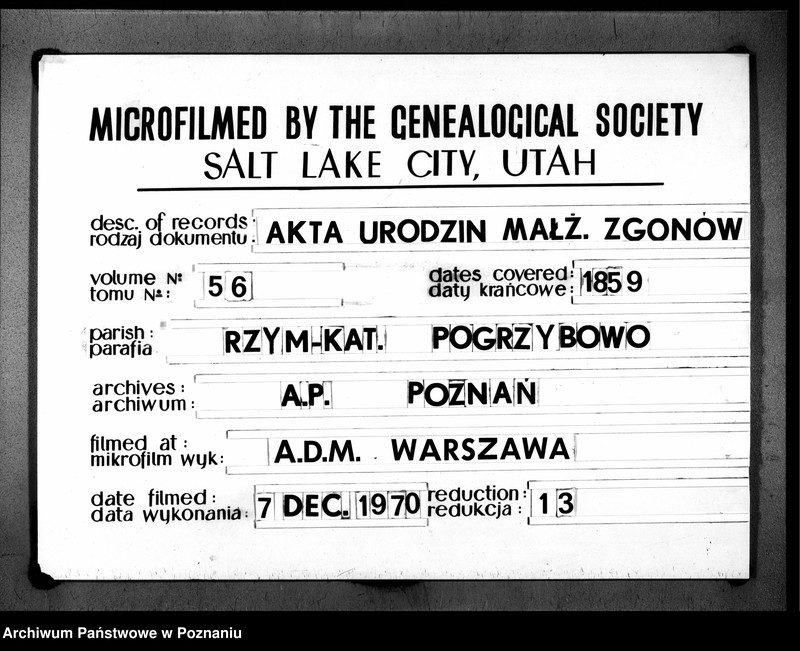 MICROFILMED BY THE GENEALOGICAL SOCIETY
SALT LAKE CITY, UTAH
desc. of records:
rodzaj dokumentu: AKTA URODZIN MAŁŻ. ZGONÓW
volume №: dates covered:
tomu №: 56 daty krańcowe: 1859
parish:
parafia RZYM-KAT. POGRZYBOWO
archives:
archiwum: A.P. POZNAŃ
filmed at:
mikrofilm wyk: A.D.M. WARSZAWA
date filmed: reduction:
data wykonania: 7 DEC. 1970 redukcja: 13
Archiwum Państwowe w Poznaniu